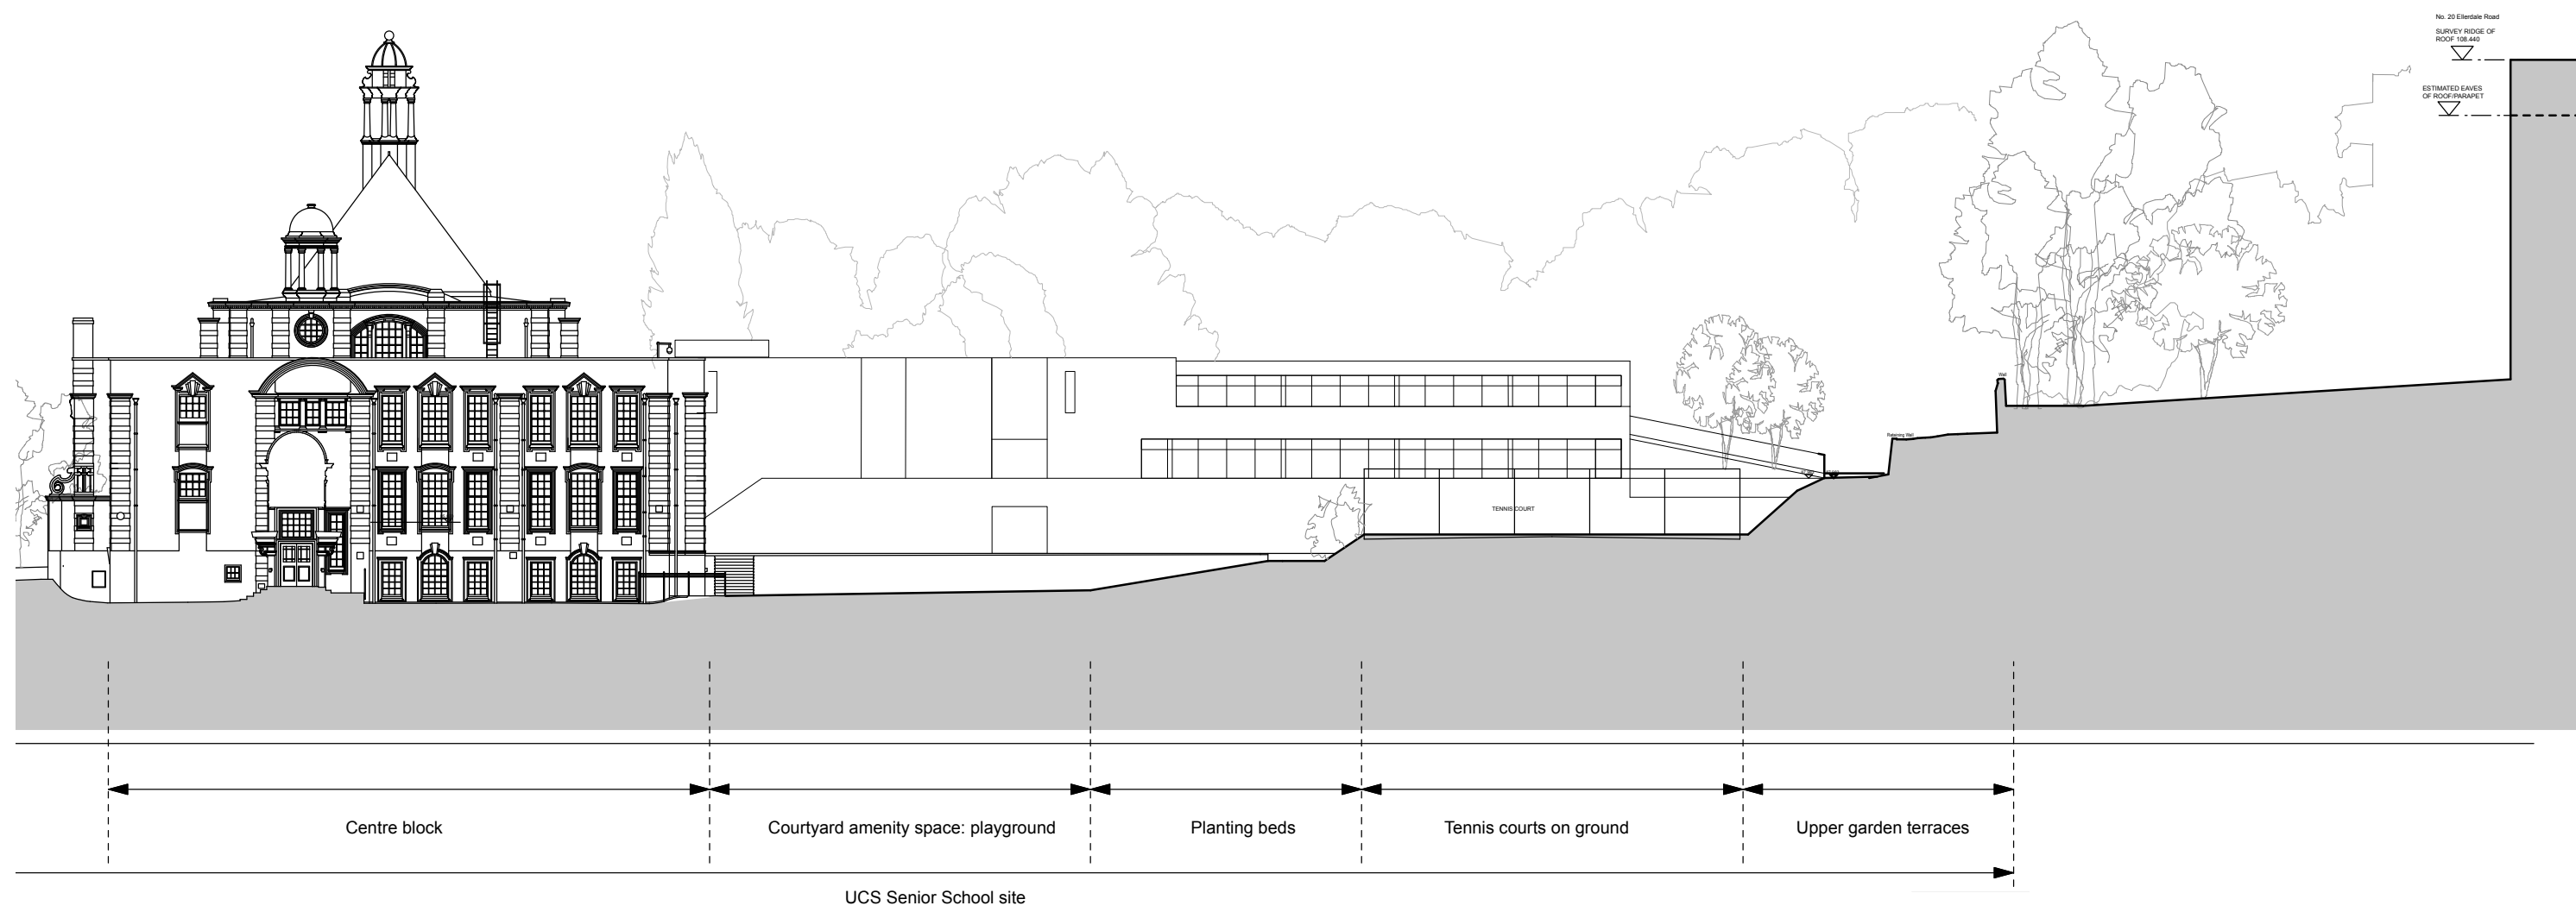 No. 20 Ellerdale Road
SURVEY RIDGE OF
ROOF 108.440
ESTIMATED EAVES
OF ROOF/PARAPET
Wall
Retaining Wall
TENNIS COURT
Centre block
Courtyard amenity space: playground
Planting beds
Tennis courts on ground
Upper garden terraces
UCS Senior School site